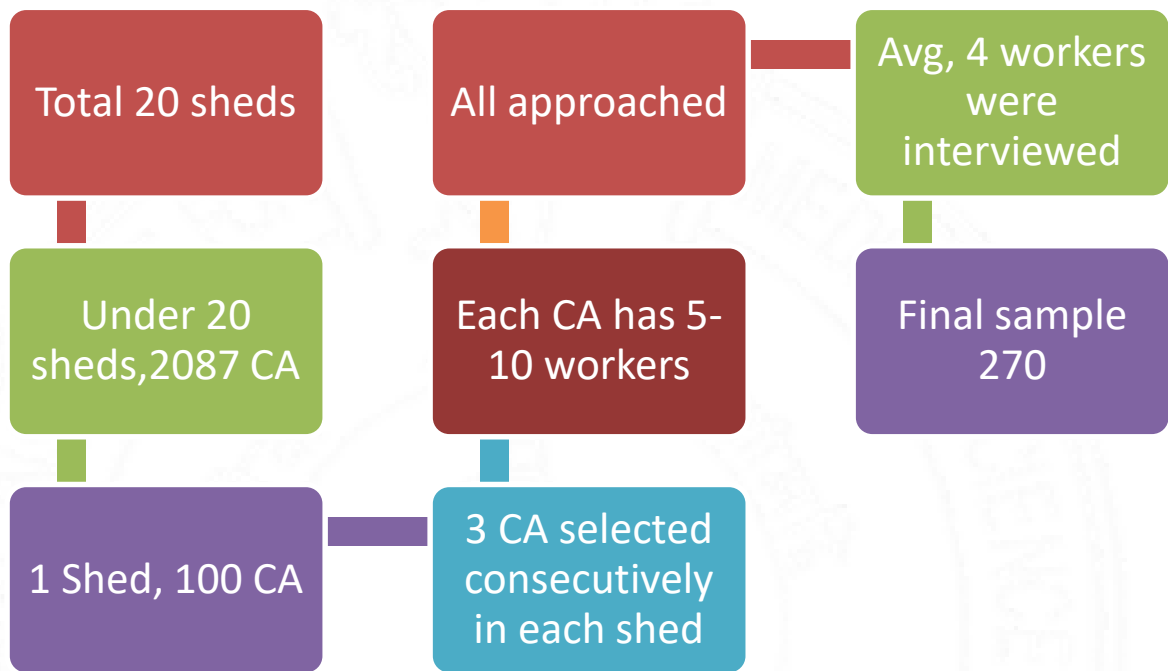 Total 20 sheds
Under 20
sheds,2087 CA
1 Shed, 100 CA
3 CA selected
consecutively
in each shed
Each CA has 5-
10 workers
All approached
Avg, 4 workers
were
interviewed
Final sample
270